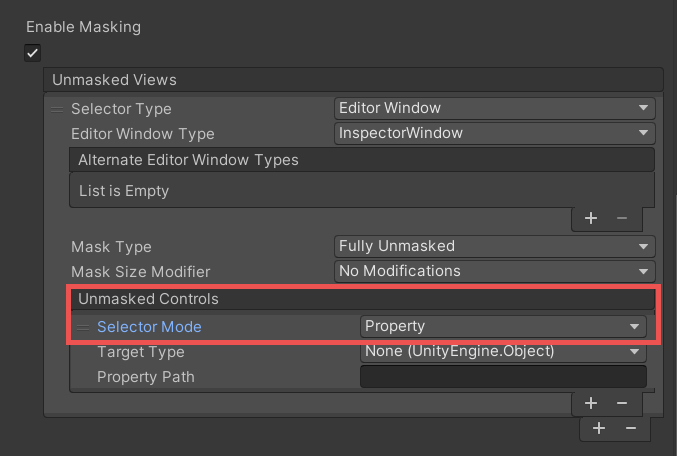 Enable Masking
Unmasked Views
Selector Type Editor Window
Editor Window Type InspectorWindow
Alternate Editor Window Types
List is Empty
Mask Type Fully Unmasked
Mask Size Modifier No Modifications
Unmasked Controls
Selector Mode Property
Target Type None (UnityEngine.Object)
Property Path